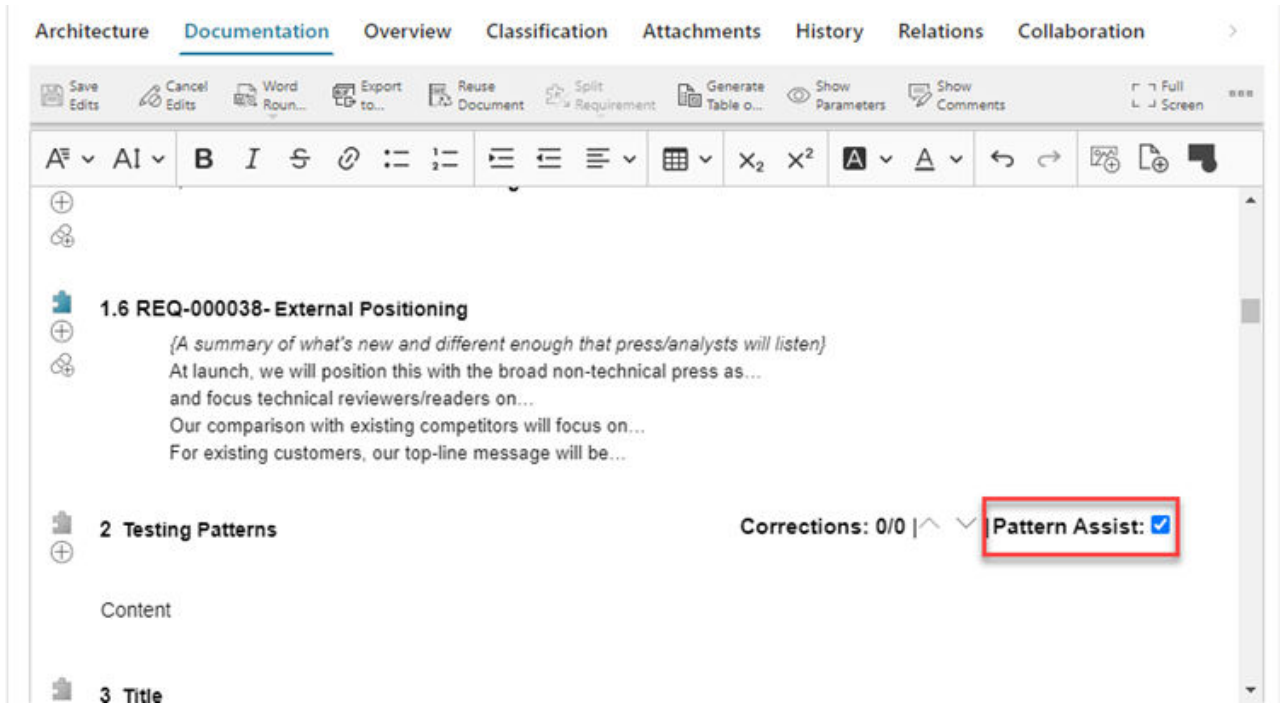 Architecture Documentation Overview Classification Attachments History Relations Collaboration
Save Edits Cancel Edits Word Roun... Export to... Reuse Document Split Requirement Generate Table o... Show Parameters Show Comments Full Screen
1.6 REQ-000038- External Positioning
{A summary of what's new and different enough that press/analysts will listen}
At launch, we will position this with the broad non-technical press as...
and focus technical reviewers/readers on...
Our comparison with existing competitors will focus on...
For existing customers, our top-line message will be...
2 Testing Patterns Corrections: 0/0 | | Pattern Assist:
Content
3 Title